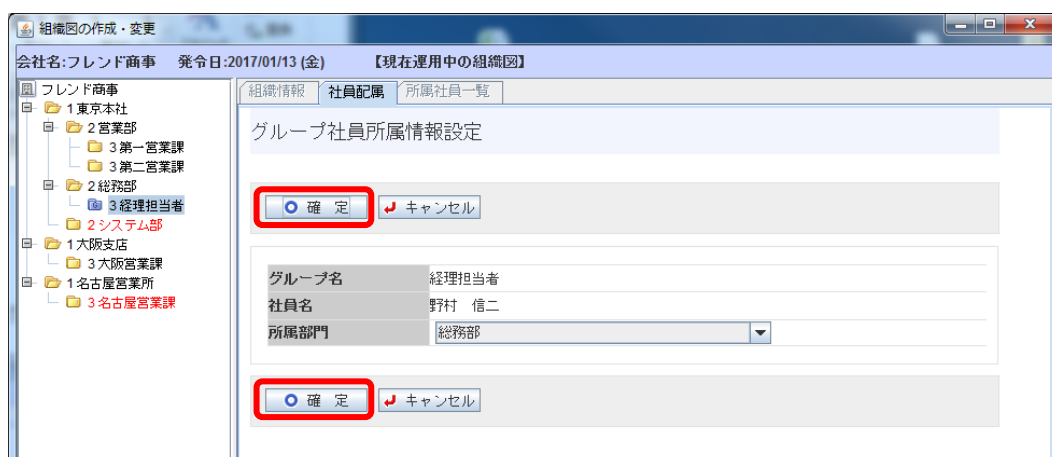 組織図の作成・変更
会社名:フレンド商事 発令日:2017/01/13 (金) 【現在運用中の組織図】
フレンド商事
1 東京本社
2 営業部
3 第一営業課
3 第二営業課
2 総務部
3 経理担当者
2 システム部
1 大阪支店
3 大阪営業課
1 名古屋営業所
3 名古屋営業課
組織情報 社員配属 所属社員一覧
グループ社員所属情報設定
確 定 キャンセル
グループ名 経理担当者
社員名 野村 信二
所属部門 総務部
確 定 キャンセル